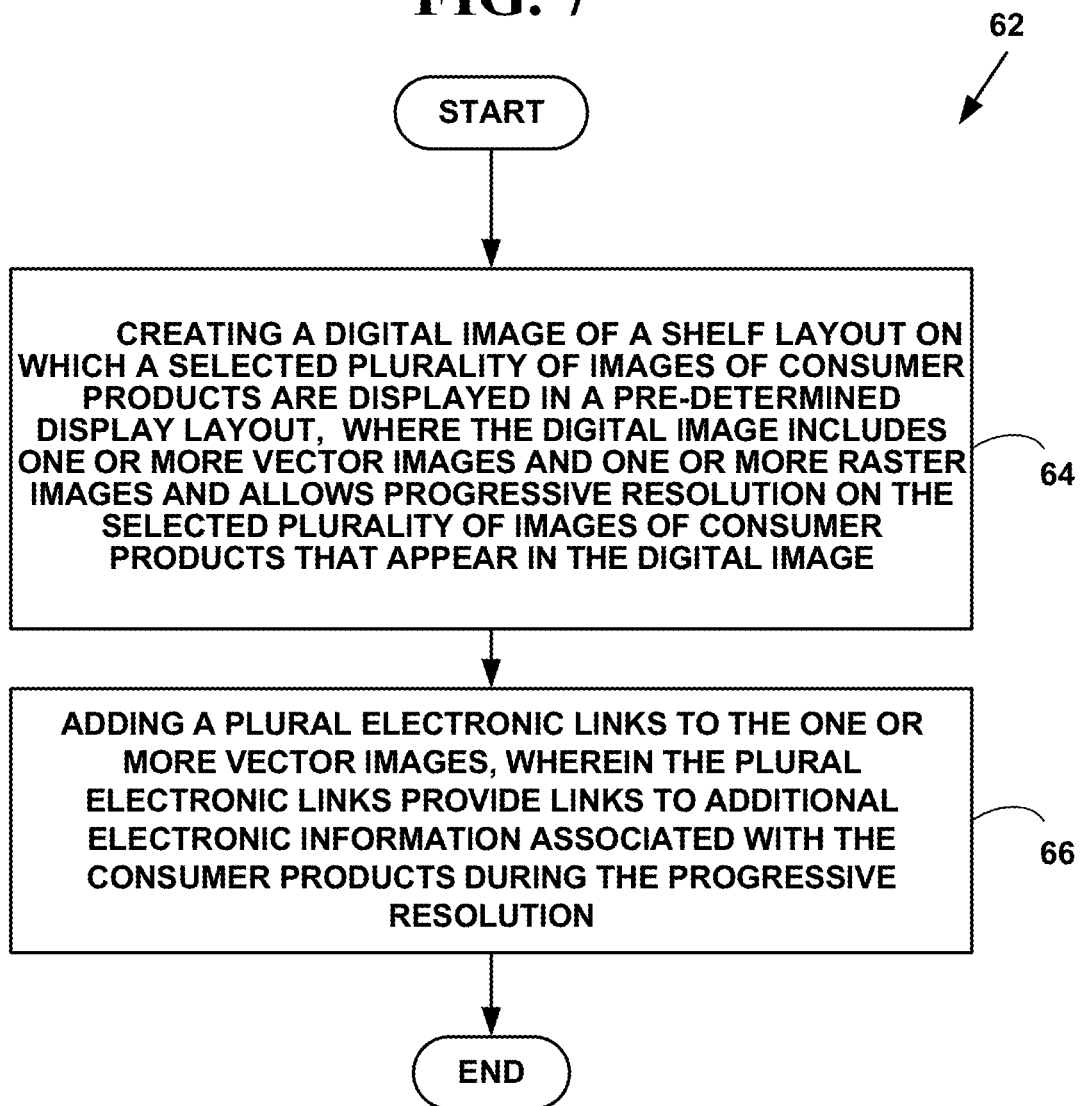 FIG. 7
62
START
CREATING A DIGITAL IMAGE OF A SHELF LAYOUT ON
WHICH A SELECTED PLURALITY OF IMAGES OF CONSUMER
PRODUCTS ARE DISPLAYED IN A PRE-DETERMINED
DISPLAY LAYOUT, WHERE THE DIGITAL IMAGE INCLUDES
ONE OR MORE VECTOR IMAGES AND ONE OR MORE RASTER
IMAGES AND ALLOWS PROGRESSIVE RESOLUTION ON THE
SELECTED PLURALITY OF IMAGES OF CONSUMER
PRODUCTS THAT APPEAR IN THE DIGITAL IMAGE
64
ADDING A PLURAL ELECTRONIC LINKS TO THE ONE OR
MORE VECTOR IMAGES, WHEREIN THE PLURAL
ELECTRONIC LINKS PROVIDE LINKS TO ADDITIONAL
ELECTRONIC INFORMATION ASSOCIATED WITH THE
CONSUMER PRODUCTS DURING THE PROGRESSIVE
RESOLUTION
66
END